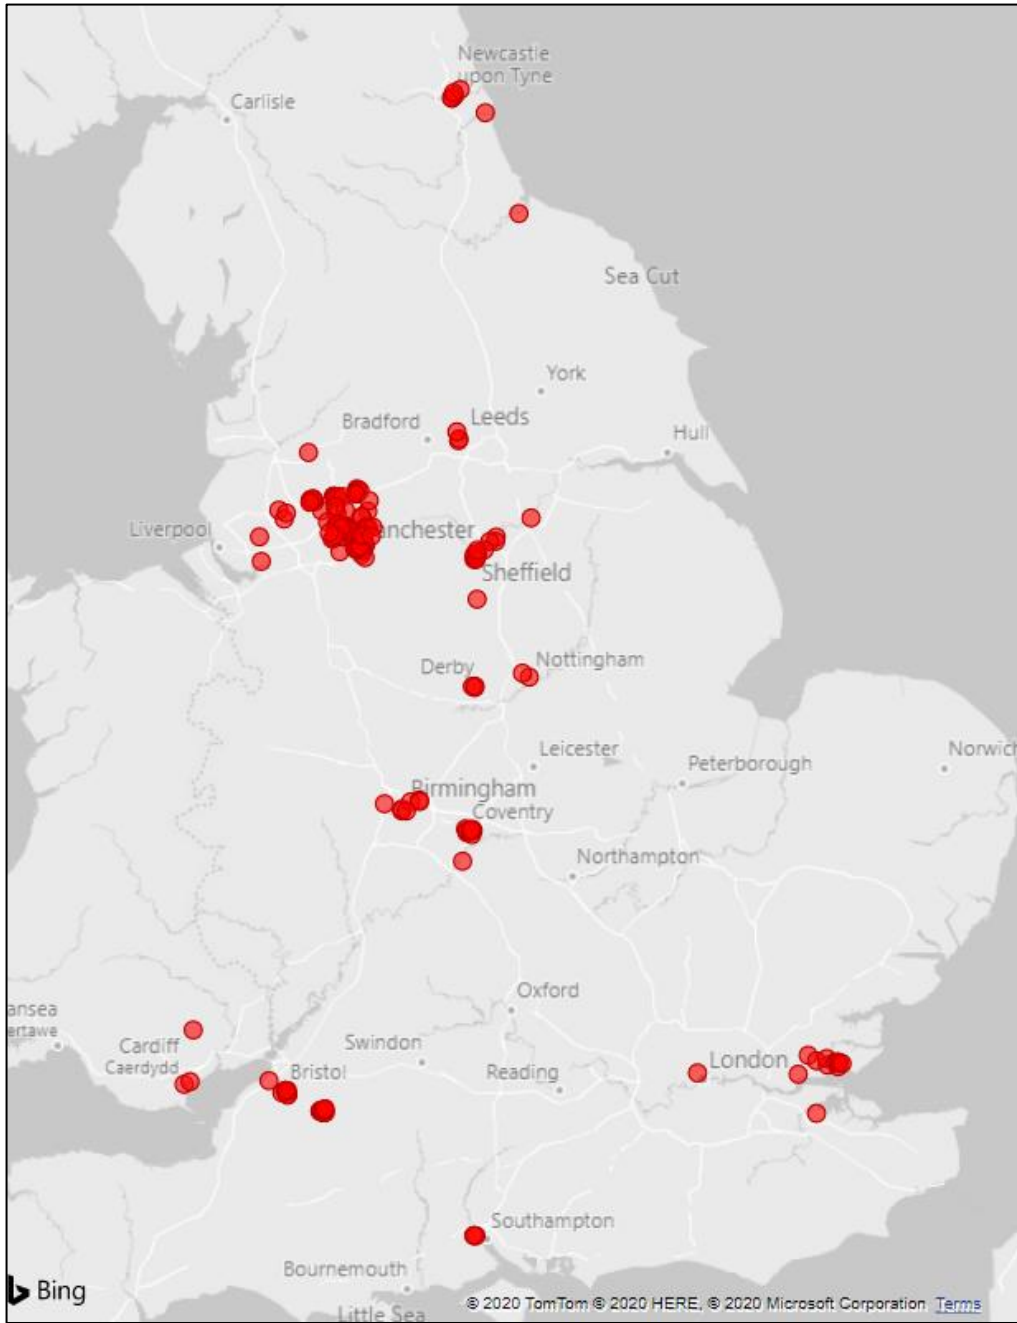 Newcastle
upon Tyne
Carlisle
Sea Cut
York
Bradford
Leeds
Hull
Liverpool
anchester
Sheffield
Derby
Nottingham
Leicester
Peterborough
Norwich
Birmingham
Coventry
Northampton
Oxford
ansea
ertawe
Cardiff
Caerdydd
Swindon
Bristol
Reading
London
Southampton
Bournemouth
Little Sea
Bing
© 2020 TomTom © 2020 HERE, © 2020 Microsoft Corporation Terms